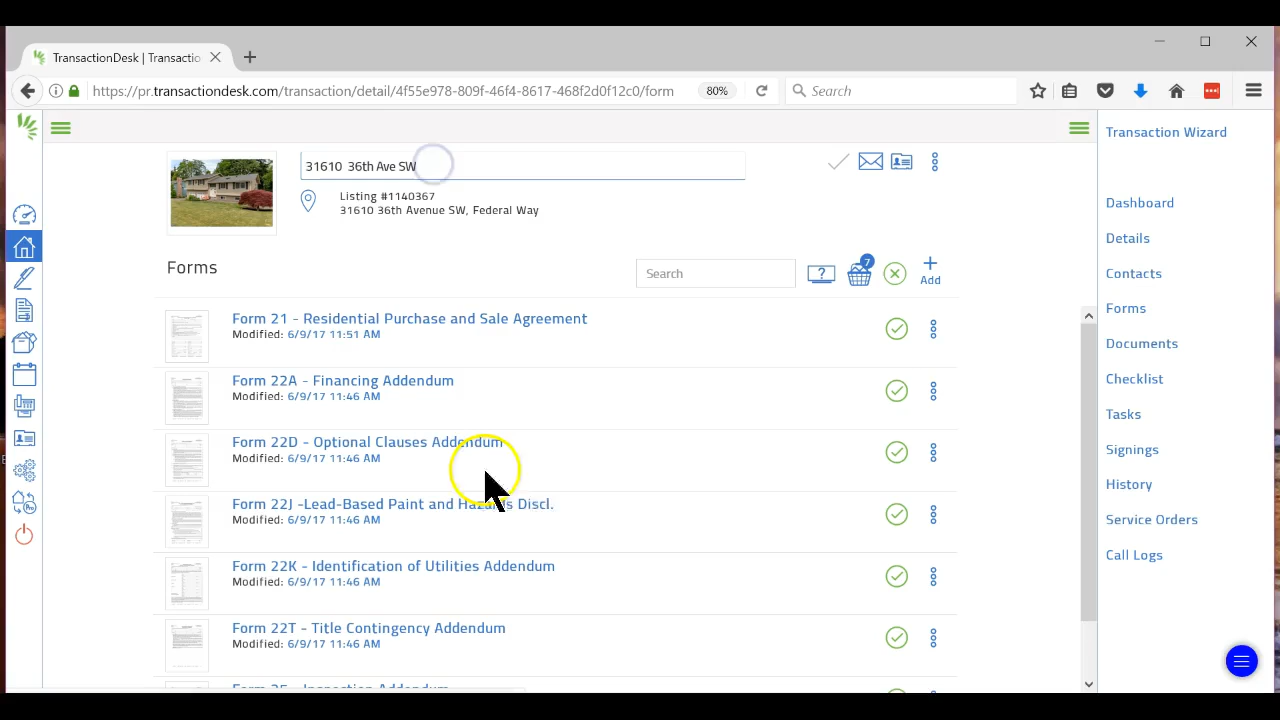 TransactionDesk | Transactio
https://pr.transactiondesk.com/transaction/detail/4f55e978-809f-46f4-8617-468f2d0f12c0/form
80%
Search
Transaction Wizard
31610 36th Ave SW
Listing #1140367
31610 36th Avenue SW, Federal Way
Dashboard
Details
Forms
Search
?
7
Add
Contacts
Form 21 - Residential Purchase and Sale Agreement
Modified: 6/9/17 11:51 AM
Forms
Documents
Form 22A - Financing Addendum
Modified: 6/9/17 11:46 AM
Checklist
Tasks
Form 22D - Optional Clauses Addendum
Modified: 6/9/17 11:46 AM
Signings
Form 22J -Lead-Based Paint and Hazards Discl.
Modified: 6/9/17 11:46 AM
History
Service Orders
Form 22K - Identification of Utilities Addendum
Modified: 6/9/17 11:46 AM
Call Logs
Form 22T - Title Contingency Addendum
Modified: 6/9/17 11:46 AM
Form 35 - Inspection Addendum